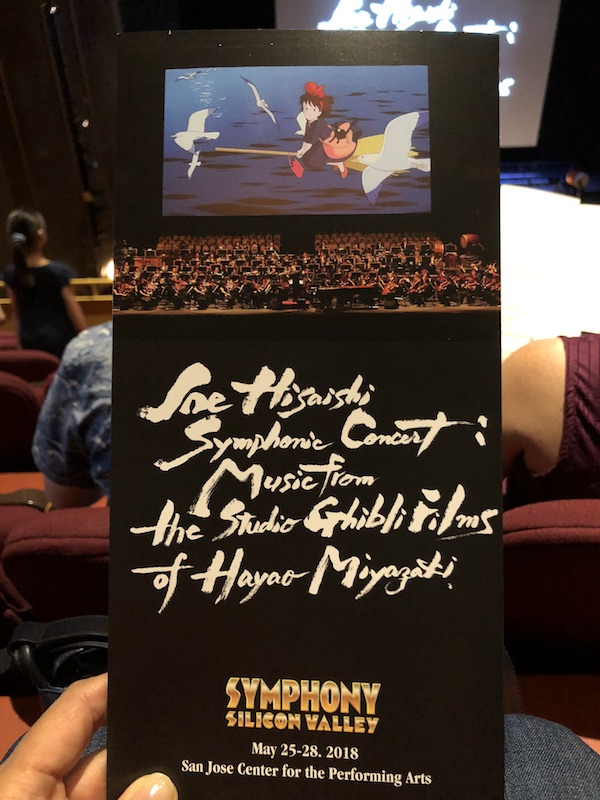 Joe Hisaishi
Symphonic Concert:
Music from
the Studio Ghibli Films
of Hayao Miyazaki
SYMPHONY
SILICON VALLEY
May 25-28. 2018
San Jose Center for the Performing Arts